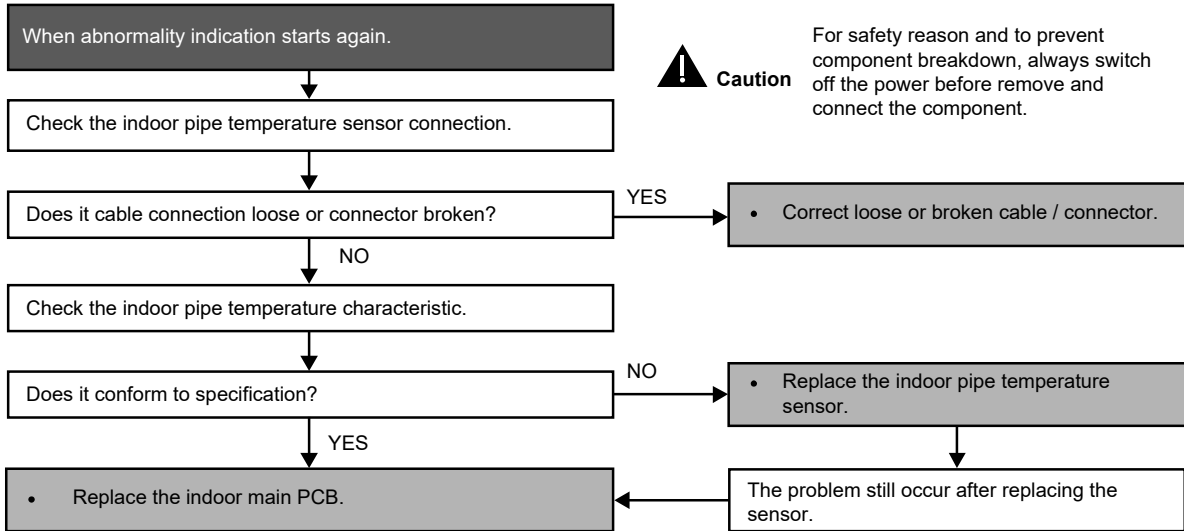 When abnormality indication starts again.
Caution
For safety reason and to prevent
component breakdown, always switch
off the power before remove and
connect the component.
Check the indoor pipe temperature sensor connection.
Does it cable connection loose or connector broken?
YES
• Correct loose or broken cable / connector.
NO
Check the indoor pipe temperature characteristic.
Does it conform to specification?
NO
• Replace the indoor pipe temperature
sensor.
YES
• Replace the indoor main PCB.
The problem still occur after replacing the
sensor.